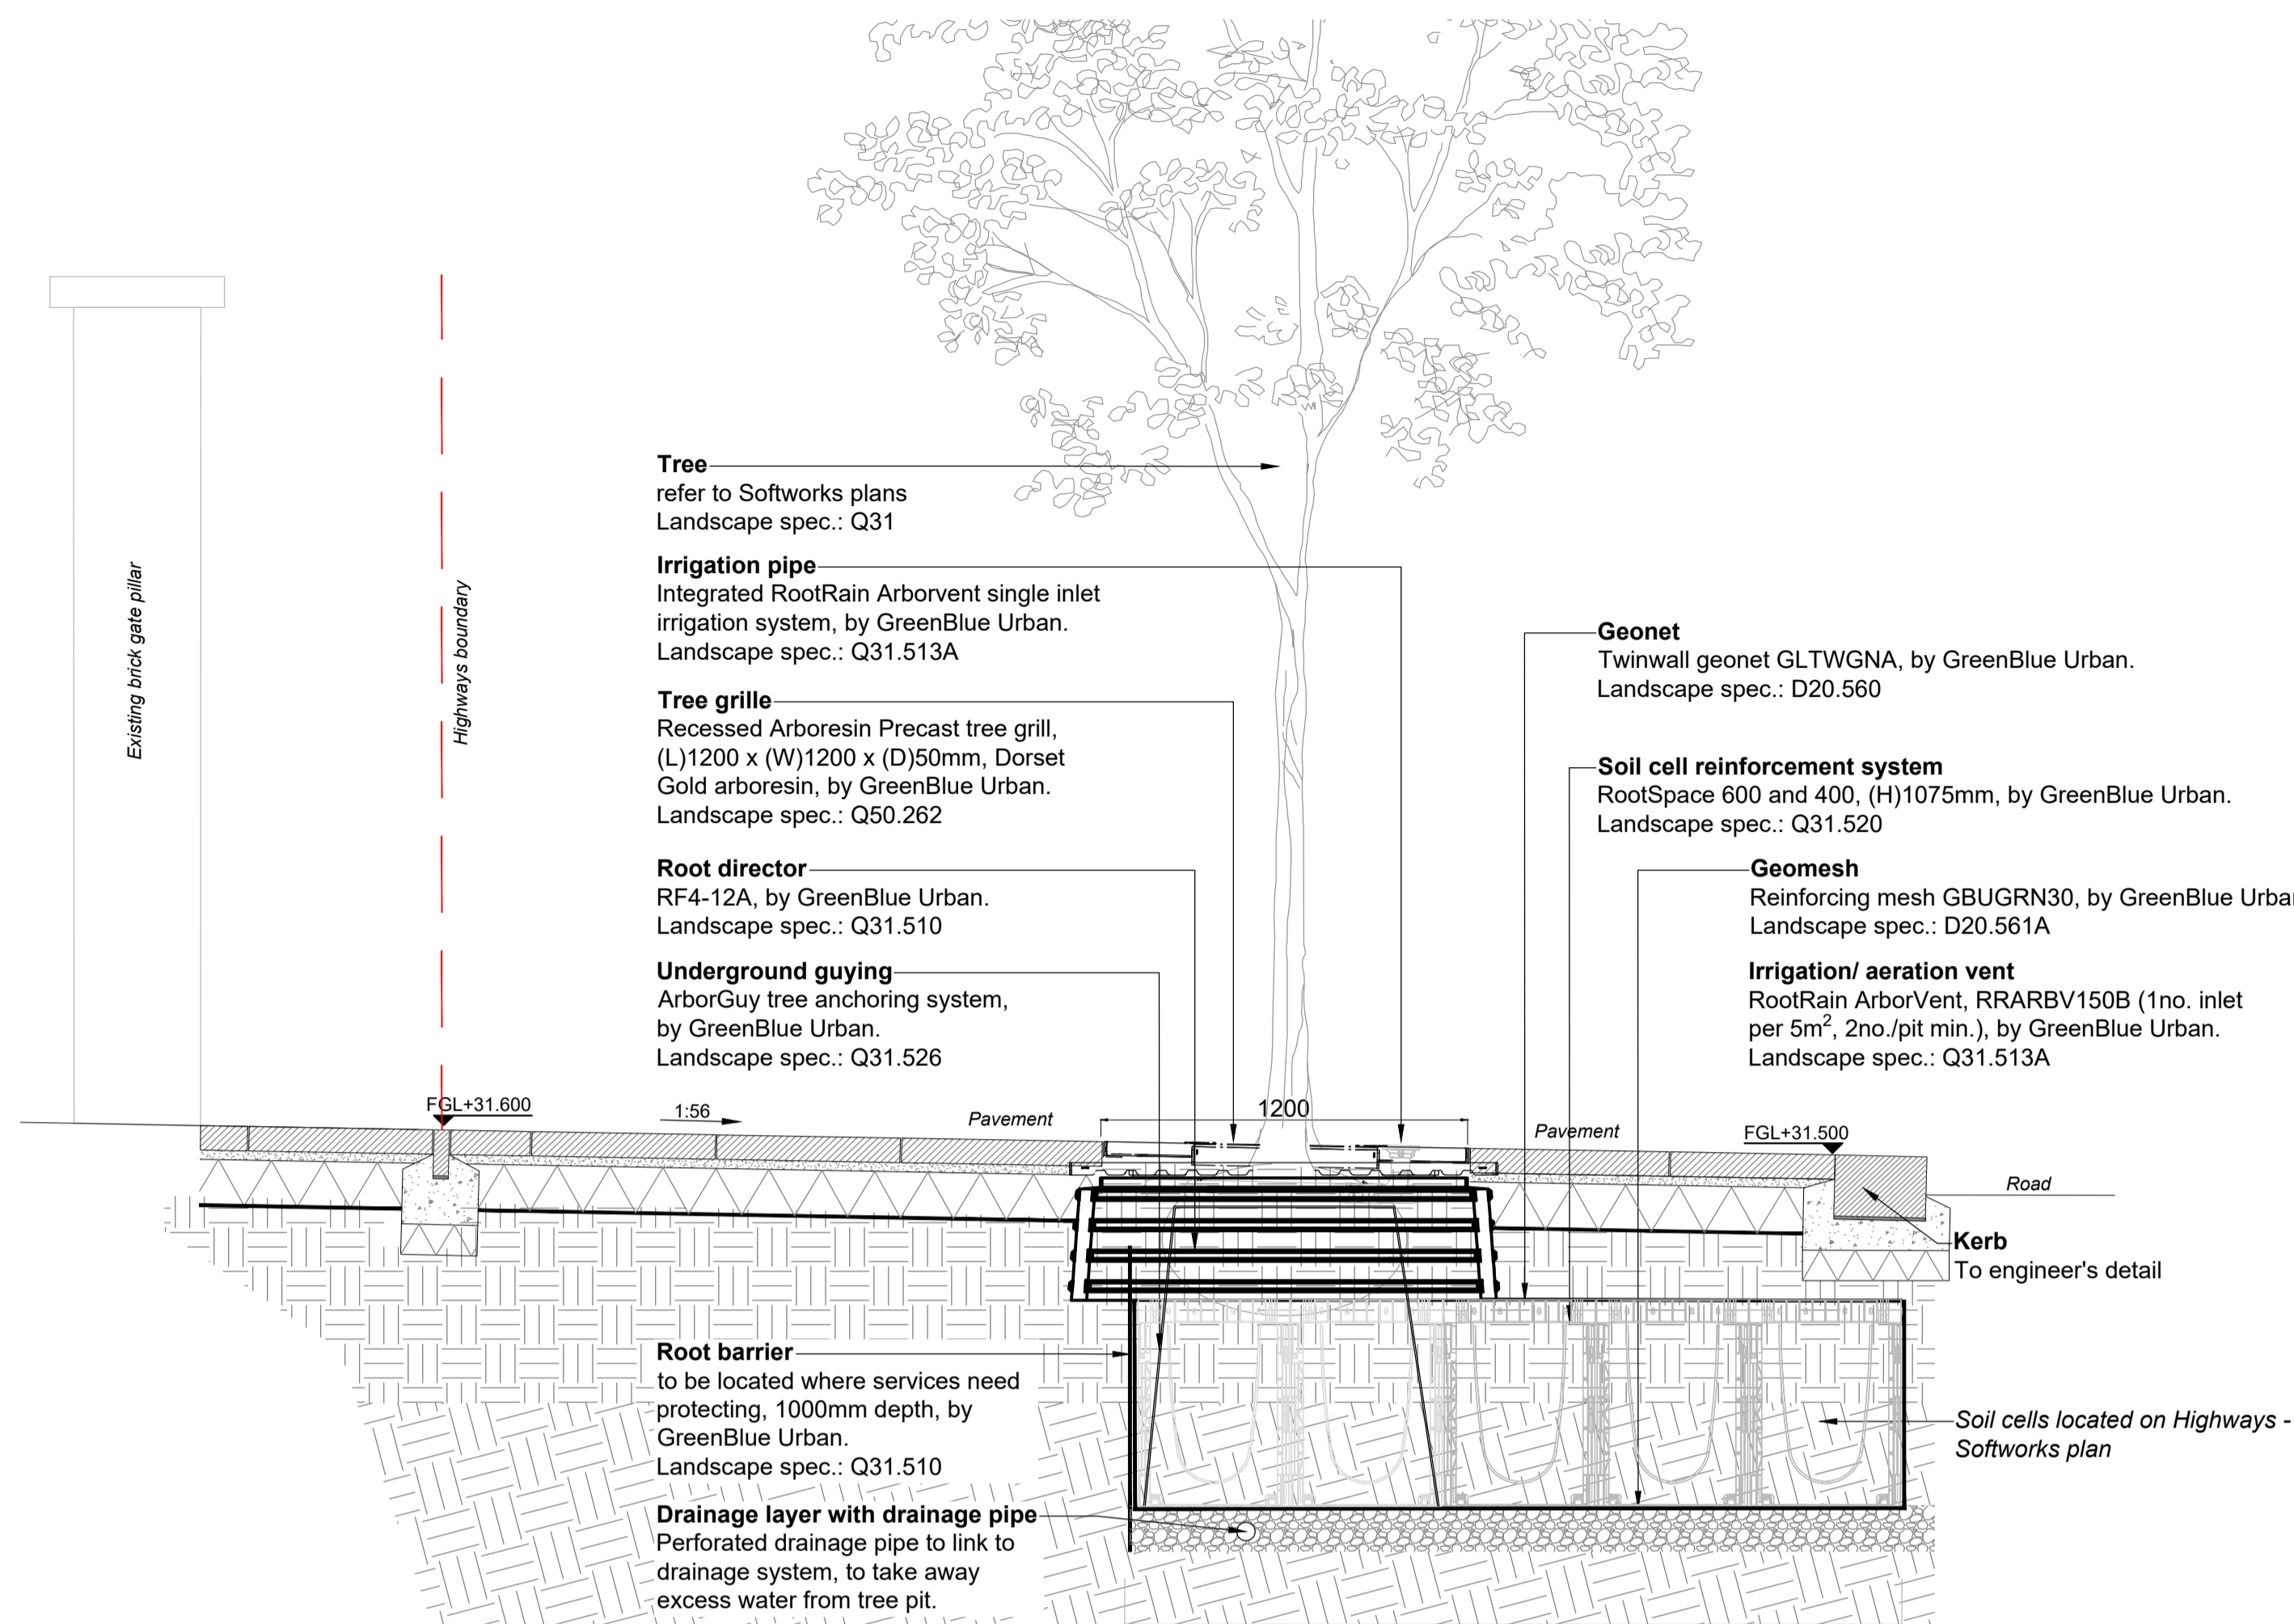 Existing brick gate pillar
Highways boundary
Tree
refer to Softworks plans
Landscape spec.: Q31
Irrigation pipe
Integrated RootRain Arborvent single inlet
irrigation system, by GreenBlue Urban.
Landscape spec.: Q31.513A
Tree grille
Recessed Arboresin Precast tree grill,
(L)1200 x (W)1200 x (D)50mm, Dorset
Gold arboresin, by GreenBlue Urban.
Landscape spec.: Q50.262
Root director
RF4-12A, by GreenBlue Urban.
Landscape spec.: Q31.510
Underground guying
ArborGuy tree anchoring system,
by GreenBlue Urban.
Landscape spec.: Q31.526
Geonet
Twinwall geonet GLTWGNA, by GreenBlue Urban.
Landscape spec.: D20.560
Soil cell reinforcement system
RootSpace 600 and 400, (H)1075mm, by GreenBlue Urban.
Landscape spec.: Q31.520
Geomesh
Reinforcing mesh GBUGRN30, by GreenBlue Urba
Landscape spec.: D20.561A
Irrigation/ aeration vent
RootRain ArborVent, RRARBV150B (1no. inlet
per 5m², 2no./pit min.), by GreenBlue Urban.
Landscape spec.: Q31.513A
FGL+31.600
1:56
Pavement
1200
Pavement
FGL+31.500
Road
Kerb
To engineer's detail
Root barrier
to be located where services need
protecting, 1000mm depth, by
GreenBlue Urban.
Landscape spec.: Q31.510
Soil cells located on Highways -
Softworks plan
Drainage layer with drainage pipe
Perforated drainage pipe to link to
drainage system, to take away
excess water from tree pit.